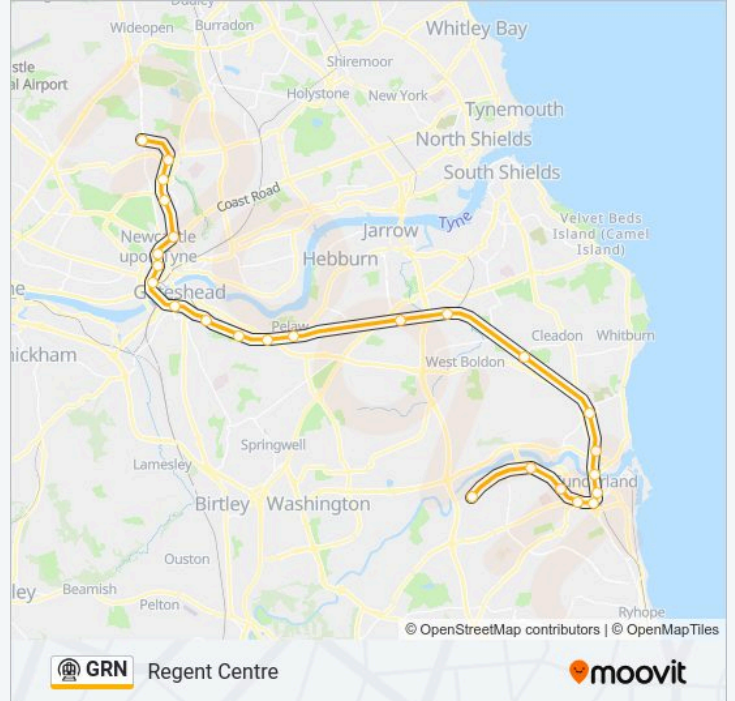 Dudley
Wideopen
Burradon
Whitley Bay
stle
al Airport
Shiremoor
Holystone
New York
Tynemouth
North Shields
South Shields
Coast Road
Velvet Beds
Island (Camel
Island)
Tyne
Jarrow
Newcastle
upon Tyne
Hebburn
ne
Gateshead
Pelaw
Cleadon
Whitburn
hickham
West Boldon
Springwell
Lamesley
Sunderland
Birtley
Washington
Ouston
ley
Beamish
Pelton
Ryhope
© OpenStreetMap contributors | © OpenMapTiles
GRN
Regent Centre
moovit